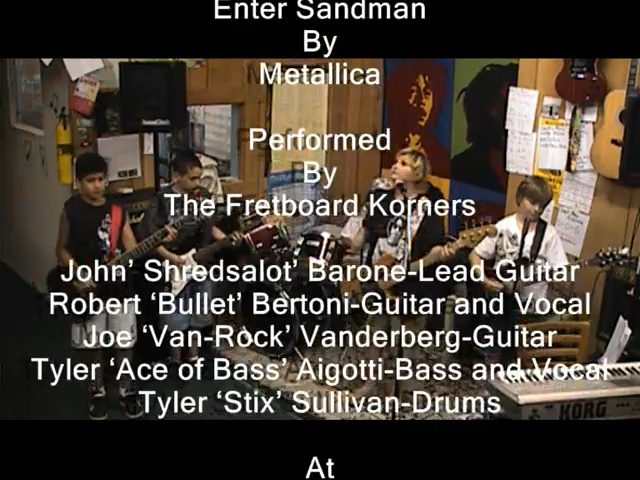 Enter Sandman
By
Metallica
Performed
By
The Fretboard Korners
John’ Shredsalot’ Barone-Lead Guitar
Robert ‘Bullet’ Bertoni-Guitar and Vocal
Joe ‘Van-Rock’ Vanderberg-Guitar
Tyler ‘Ace of Bass’ Aigotti-Bass and Vocal
Tyler ‘Stix’ Sullivan-Drums
KORG
At